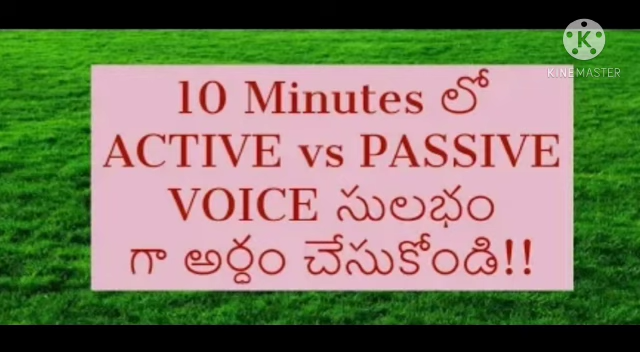 KINEMASTER
10 Minutes లో
ACTIVE vs PASSIVE
VOICE సులభం
గా అర్దం చేసుకోండి!!